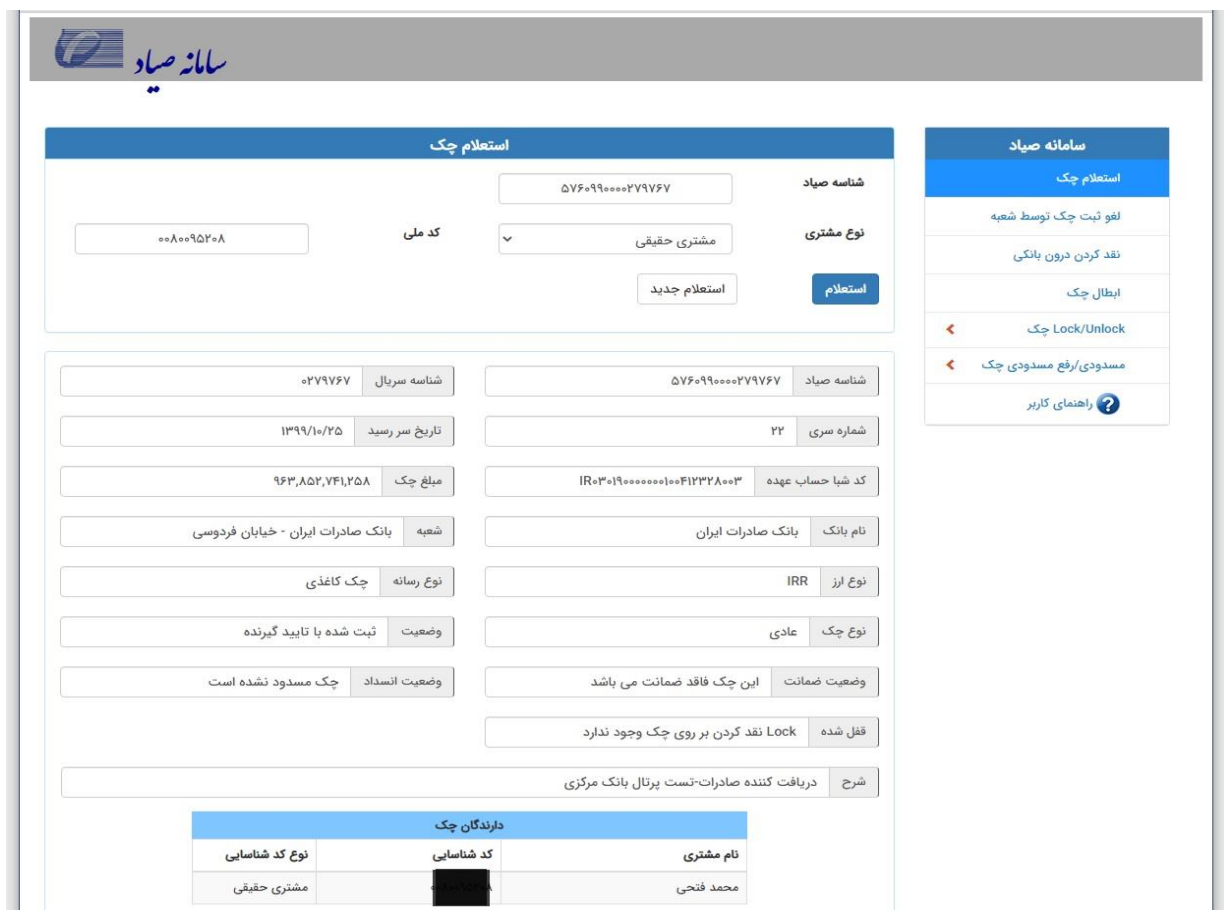 سامانه صیاد
سامانه صیاد
استعلام چک
لغو ثبت چک توسط شعبه
نقد کردن درون بانکی
ابطال چک
Lock/Unlock چک
مسدودی/رفع مسدودی چک
راهنمای کاربر
استعلام چک
شناسه صیاد ۵۷۶۰۹۹۰۰۰۰۲۷۹۷۶۷
نوع مشتری مشتری حقیقی کد ملی ۰۰۸۰۰۹۵۲۰۸
استعلام استعلام جدید
شناسه صیاد ۵۷۶۰۹۹۰۰۰۰۲۷۹۷۶۷ شناسه سریال ۰۲۷۹۷۶۷
شماره سری ۲۲ تاریخ سر رسید ۱۳۹۹/۱۰/۲۵
کد شبا حساب عهده IR۰۳۰۱۹۰۰۰۰۰۰۰۱۰۰۴۱۲۳۲۸۰۰۳ مبلغ چک ۹۶۳,۸۵۲,۷۴۱,۲۵۸
نام بانک بانک صادرات ایران شعبه بانک صادرات ایران - خیابان فردوسی
نوع ارز IRR نوع رسانه چک کاغذی
نوع چک عادی وضعیت ثبت شده با تایید گیرنده
وضعیت ضمانت این چک فاقد ضمانت می باشد وضعیت انسداد چک مسدود نشده است
قفل شده Lock نقد کردن بر روی چک وجود ندارد
شرح دریافت کننده صادرات-تست پرتال بانک مرکزی
دارندگان چک
نام مشتری کد شناسایی نوع کد شناسایی
محمد فتحی مشتری حقیقی